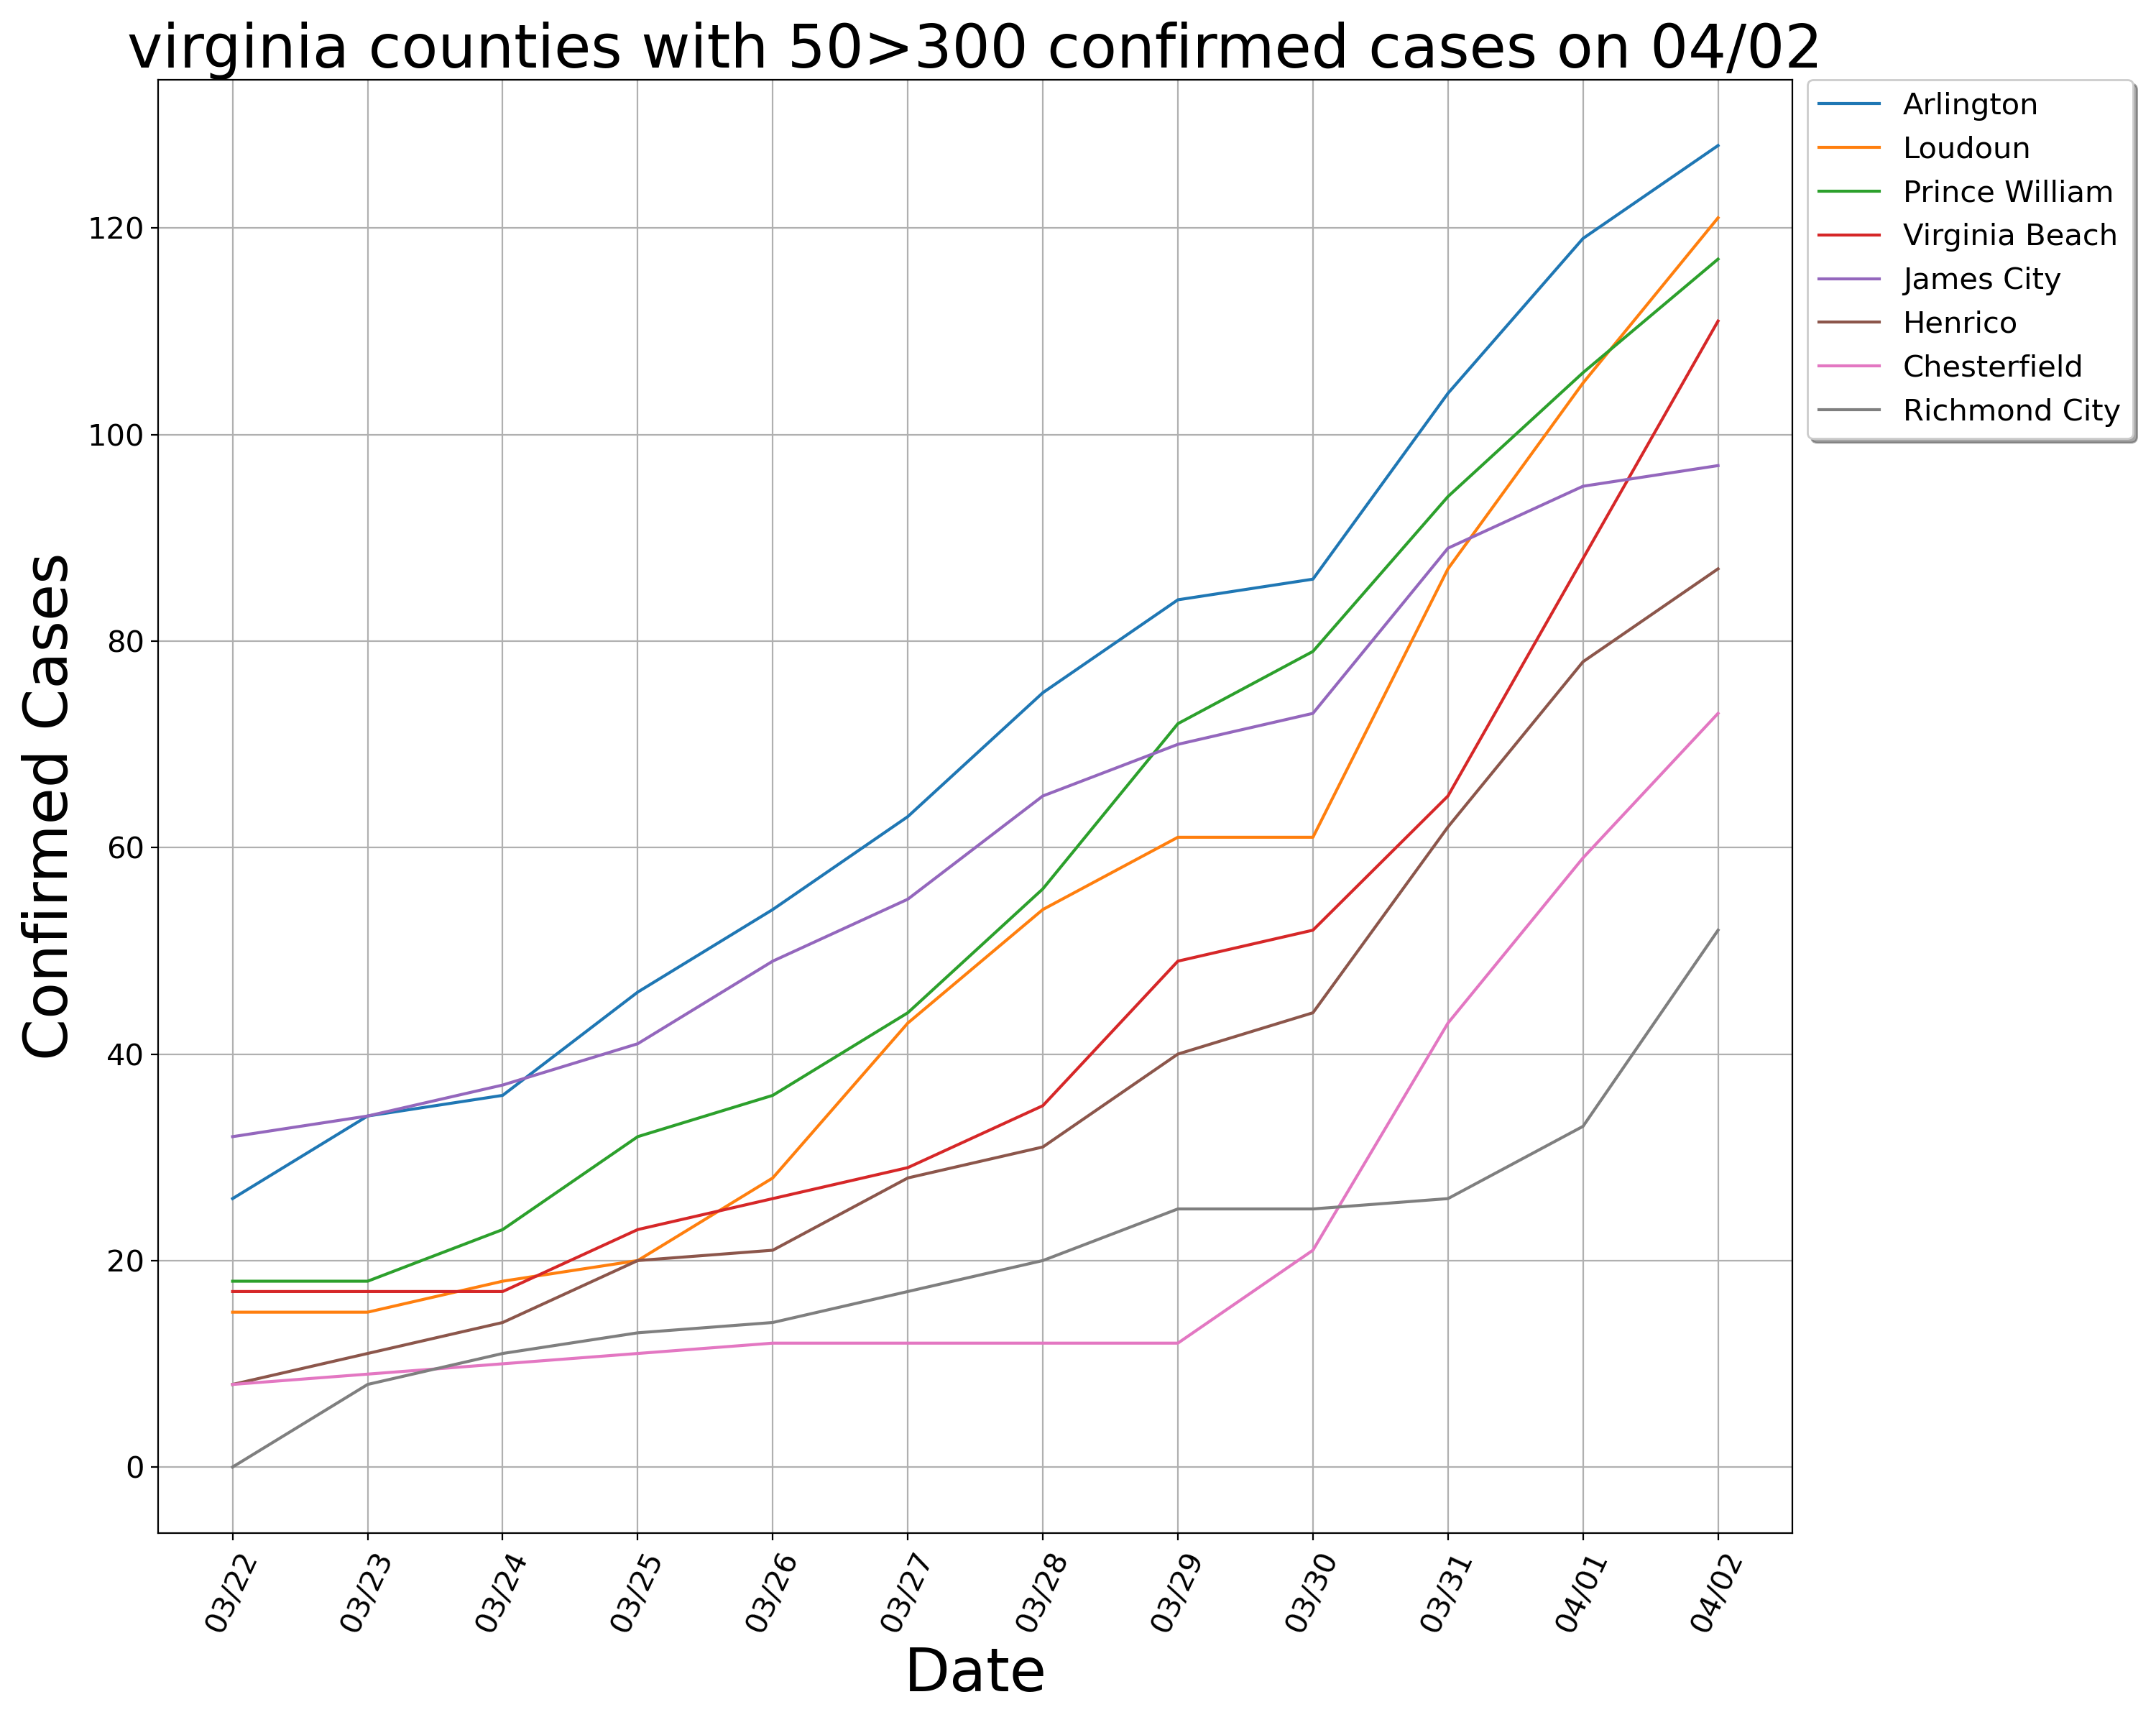 virginia counties with 50>300 confirmed cases on 04/02
Arlington
Loudoun
Prince William
Virginia Beach
James City
Henrico
Chesterfield
Richmond City
Confirmed Cases
120
100
80
60
40
20
0
03/22
03/23
03/24
03/25
03/26
03/27
03/28
03/29
03/30
03/31
04/01
04/02
Date